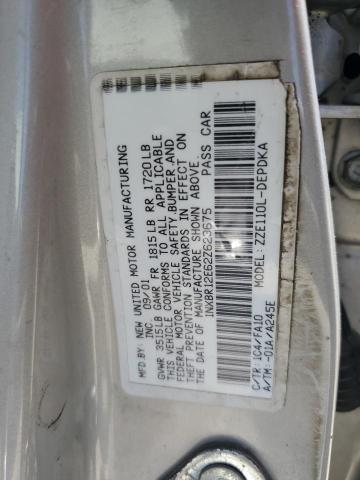 MFD.BY: NEW UNITED MOTOR MANUFACTURING
INC. 09/01
GVWR 3515LB GAWR FR 1815LB RR 1720LB
THIS VEHICLE CONFORMS TO ALL APPLICABLE
FEDERAL MOTOR VEHICLE SAFETY,BUMPER,AND
THEFT PREVENTION STANDARDS IN EFFECT ON
THE DATE OF MANUFACTURE SHOWN ABOVE.
1NXBR12E62Z623675 PASS CAR
MODEL:ZZE110L-DEPDKA
C/TR:1C4/FA10
A/TM:-01A/A245E